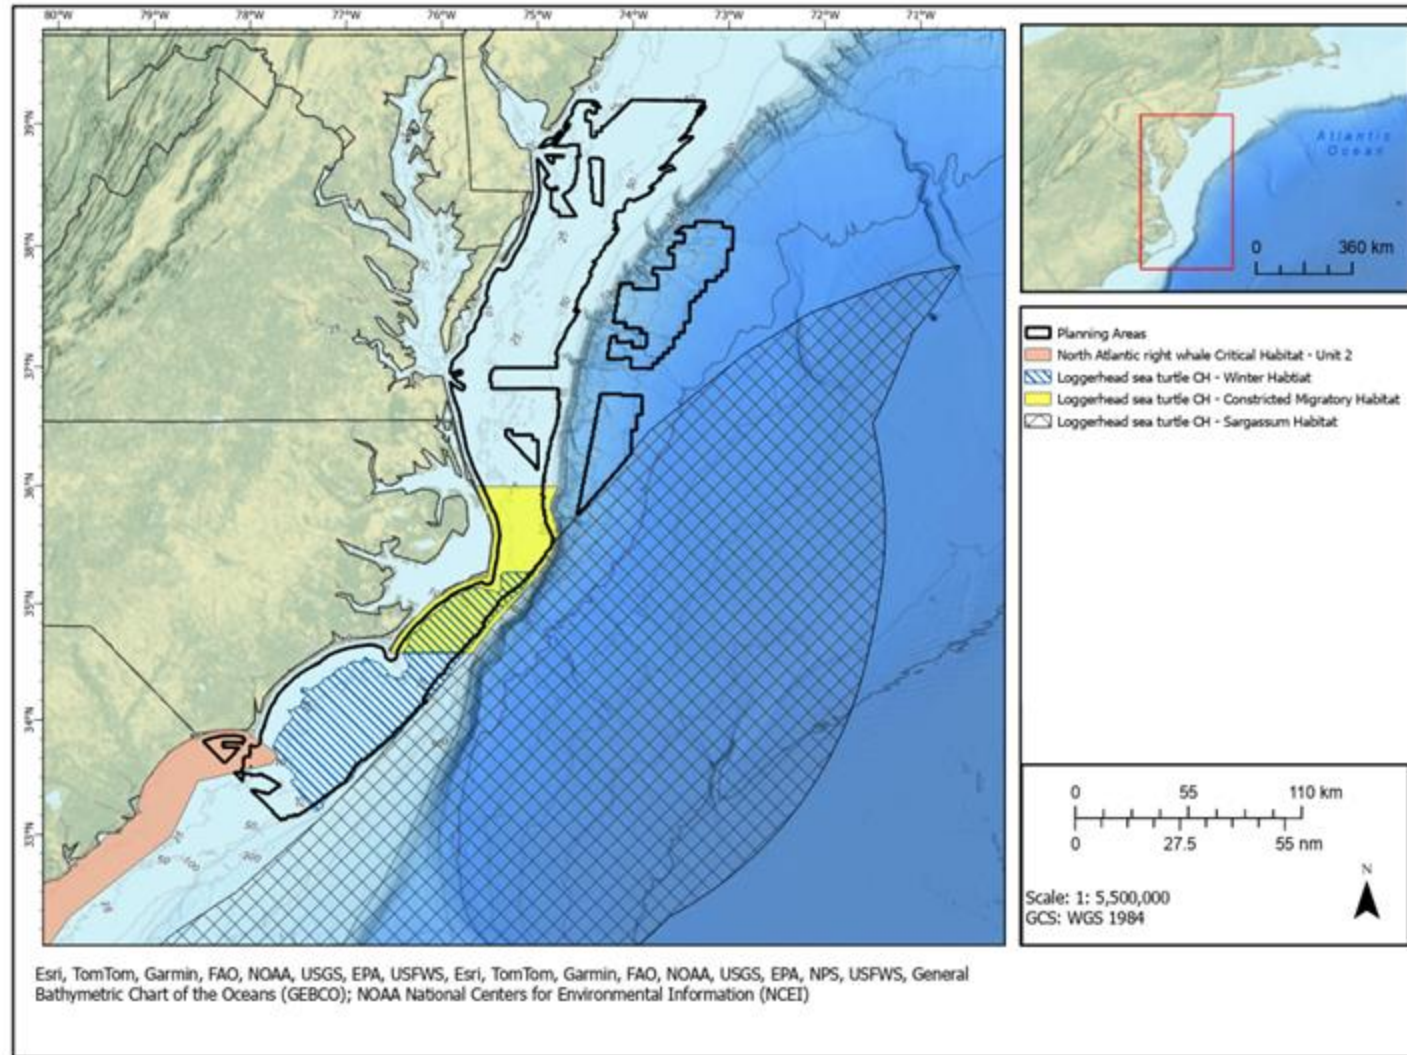 80°W 79°W 78°W 77°W 76°W 75°W 74°W 73°W 72°W 71°W
39°N
38°N
37°N
36°N
35°N
34°N
33°N
Atlantic
Ocean
0 360 km
Planning Areas
North Atlantic right whale Critical Habitat - Unit 2
Loggerhead sea turtle CH - Winter Habtiat
Loggerhead sea turtle CH - Constricted Migratory Habitat
Loggerhead sea turtle CH - Sargassum Habitat
0 55 110 km
0 27.5 55 nm
N
Scale: 1: 5,500,000
GCS: WGS 1984
Esri, TomTom, Garmin, FAO, NOAA, USGS, EPA, USFWS, Esri, TomTom, Garmin, FAO, NOAA, USGS, EPA, NPS, USFWS, General
Bathymetric Chart of the Oceans (GEBCO); NOAA National Centers for Environmental Information (NCEI)